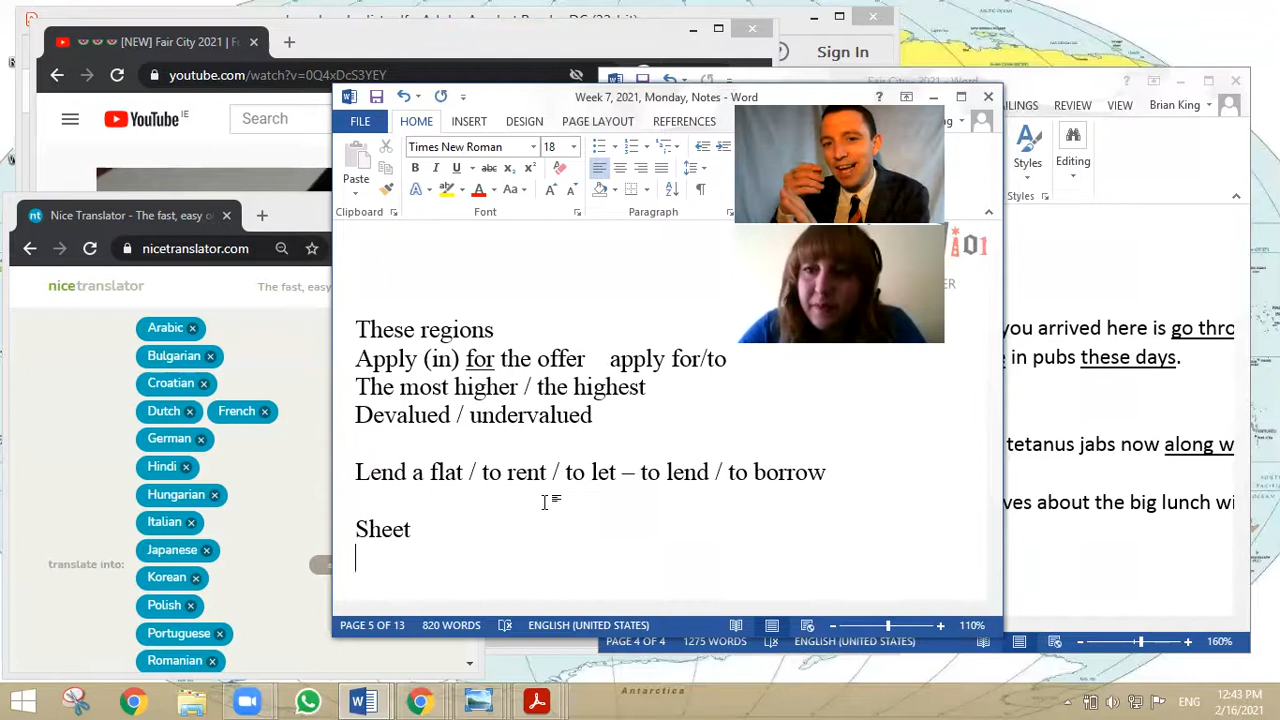 [NEW] Fair City 2021 | F
youtube.com/watch?v=0Q4xDcS3YEY
Sign In
YouTube IE
Search
Nice Translator - The fast, easy o
nicetranslator.com
nicetranslator
The fast, easy
translate into:
Arabic
Bulgarian
Croatian
Dutch
French
German
Hindi
Hungarian
Italian
Japanese
Korean
Polish
Portuguese
Romanian
Week 7, 2021, Monday, Notes - Word
FILE HOME INSERT DESIGN PAGE LAYOUT REFERENCES
Times New Roman 18
Paste
Clipboard Font Paragraph
These regions
Apply (in) for the offer apply for/to
The most higher / the highest
Devalued / undervalued
Lend a flat / to rent / to let – to lend / to borrow
Sheet
PAGE 5 OF 13 820 WORDS ENGLISH (UNITED STATES) 110%
Fair City - 2021 - Word
AILINGS REVIEW VIEW Brian King
Styles Editing
Styles
you arrived here is go thro
in pubs these days.
tetanus jabs now along w
ves about the big lunch wi
PAGE 4 OF 4 1275 WORDS ENGLISH (UNITED STATES) 160%
Antarctica
ENG
12:43 PM
2/16/2021